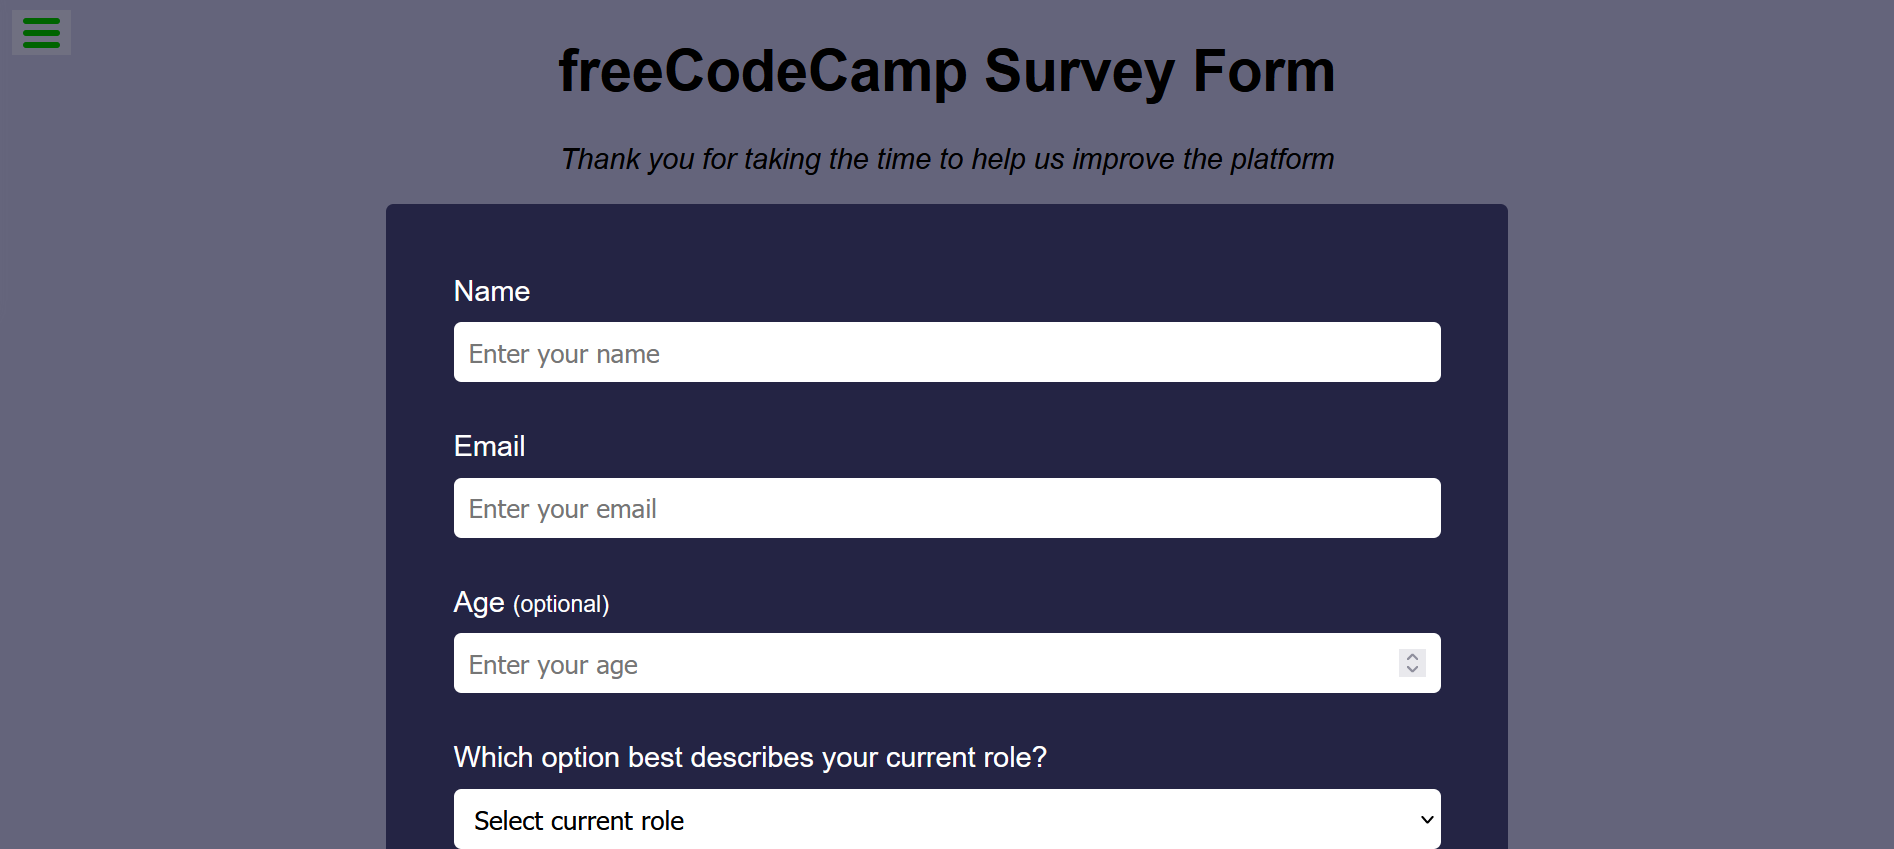 freeCodeCamp Survey Form
Thank you for taking the time to help us improve the platform
Name
Enter your name
Email
Enter your email
Age (optional)
Enter your age
Which option best describes your current role?
Select current role